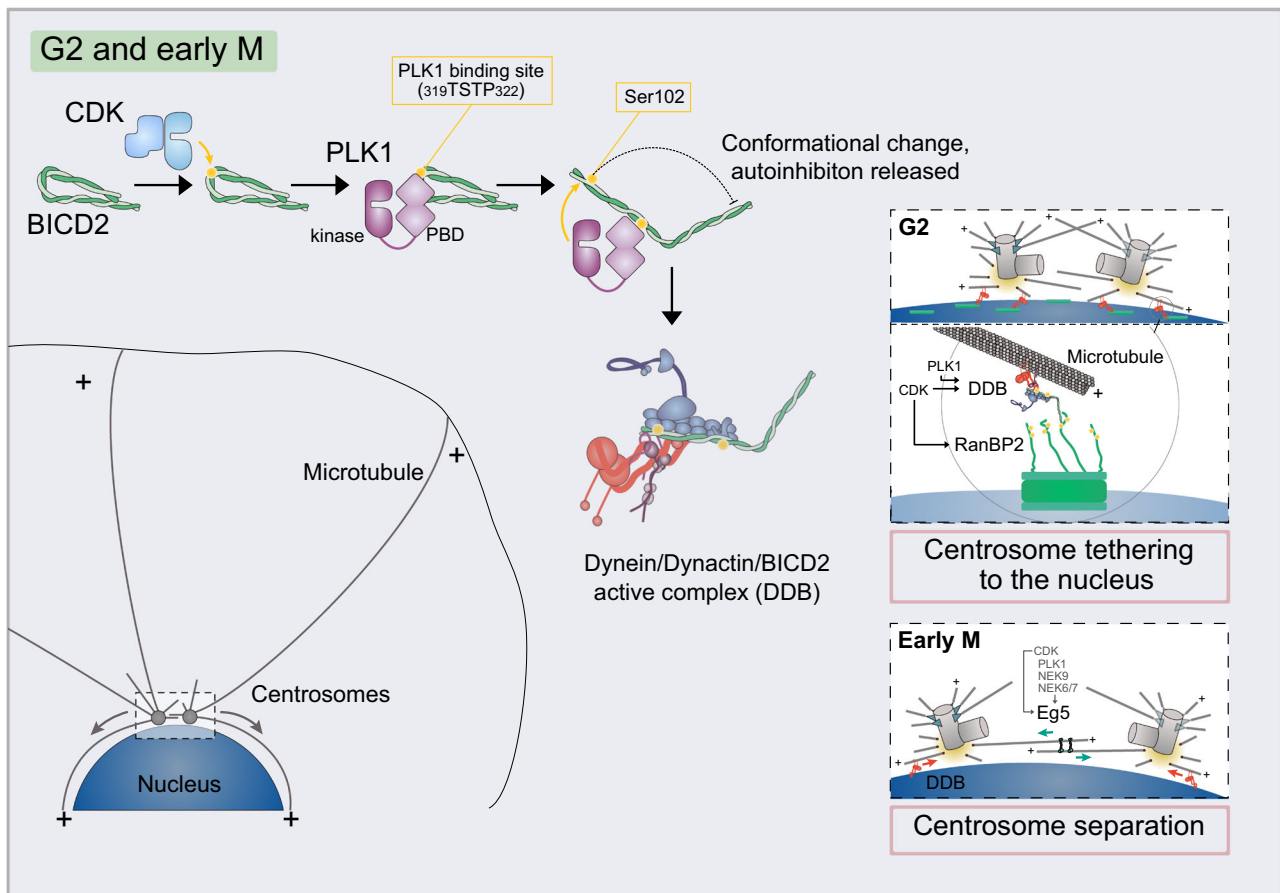 G2 and early M
CDK
BICD2
PLK1 binding site
(319TSTP322)
PLK1
kinase
PBD
Ser102
Conformational change,
autoinhibiton released
Dynein/Dynactin/BICD2
active complex (DDB)
+
+
Microtubule
Centrosomes
Nucleus
+
+
G2
+
+
+
+
Microtubule
PLK1
CDK
DDB
+
RanBP2
Centrosome tethering
to the nucleus
Early M
CDK
PLK1
NEK9
NEK6/7
Eg5
+
+
+
+
+
+
DDB
Centrosome separation